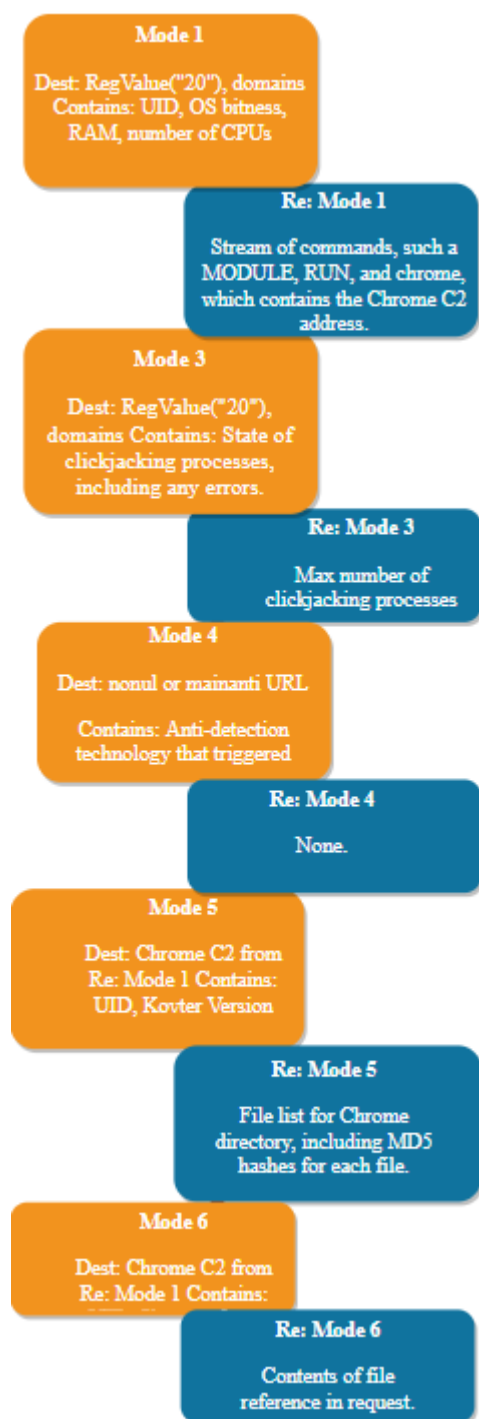 Mode 1
Dest: RegValue("20"), domains
Contains: UID, OS bitness,
RAM, number of CPUs
Re: Mode 1
Stream of commands, such a
MODULE, RUN, and chrome,
which contains the Chrome C2
address.
Mode 3
Dest: RegValue("20"),
domains Contains: State of
clickjacking processes,
including any errors.
Re: Mode 3
Max number of
clickjacking processes
Mode 4
Dest: nonul or mainanti URL
Contains: Anti-detection
technology that triggered
Re: Mode 4
None.
Mode 5
Dest: Chrome C2 from
Re: Mode 1 Contains:
UID, Kovter Version
Re: Mode 5
File list for Chrome
directory, including MD5
hashes for each file.
Mode 6
Dest: Chrome C2 from
Re: Mode 1 Contains:
Re: Mode 6
Contents of file
reference in request.